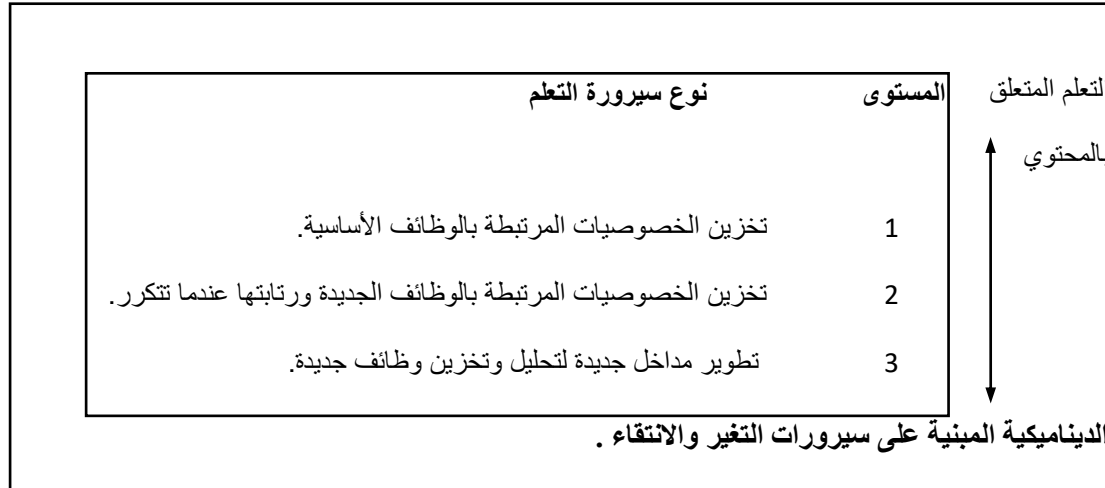 لتعلم المتعلق
بالمحتوي
المستوى نوع سيرورة التعلم
1 تخزين الخصوصيات المرتبطة بالوظائف الأساسية.
2 تخزين الخصوصيات المرتبطة بالوظائف الجديدة ورتابتها عندما تتكرر.
3 تطوير مداخل جديدة لتحليل وتخزين وظائف جديدة.
الديناميكية المبنية على سيرورات التغير والانتقاء .